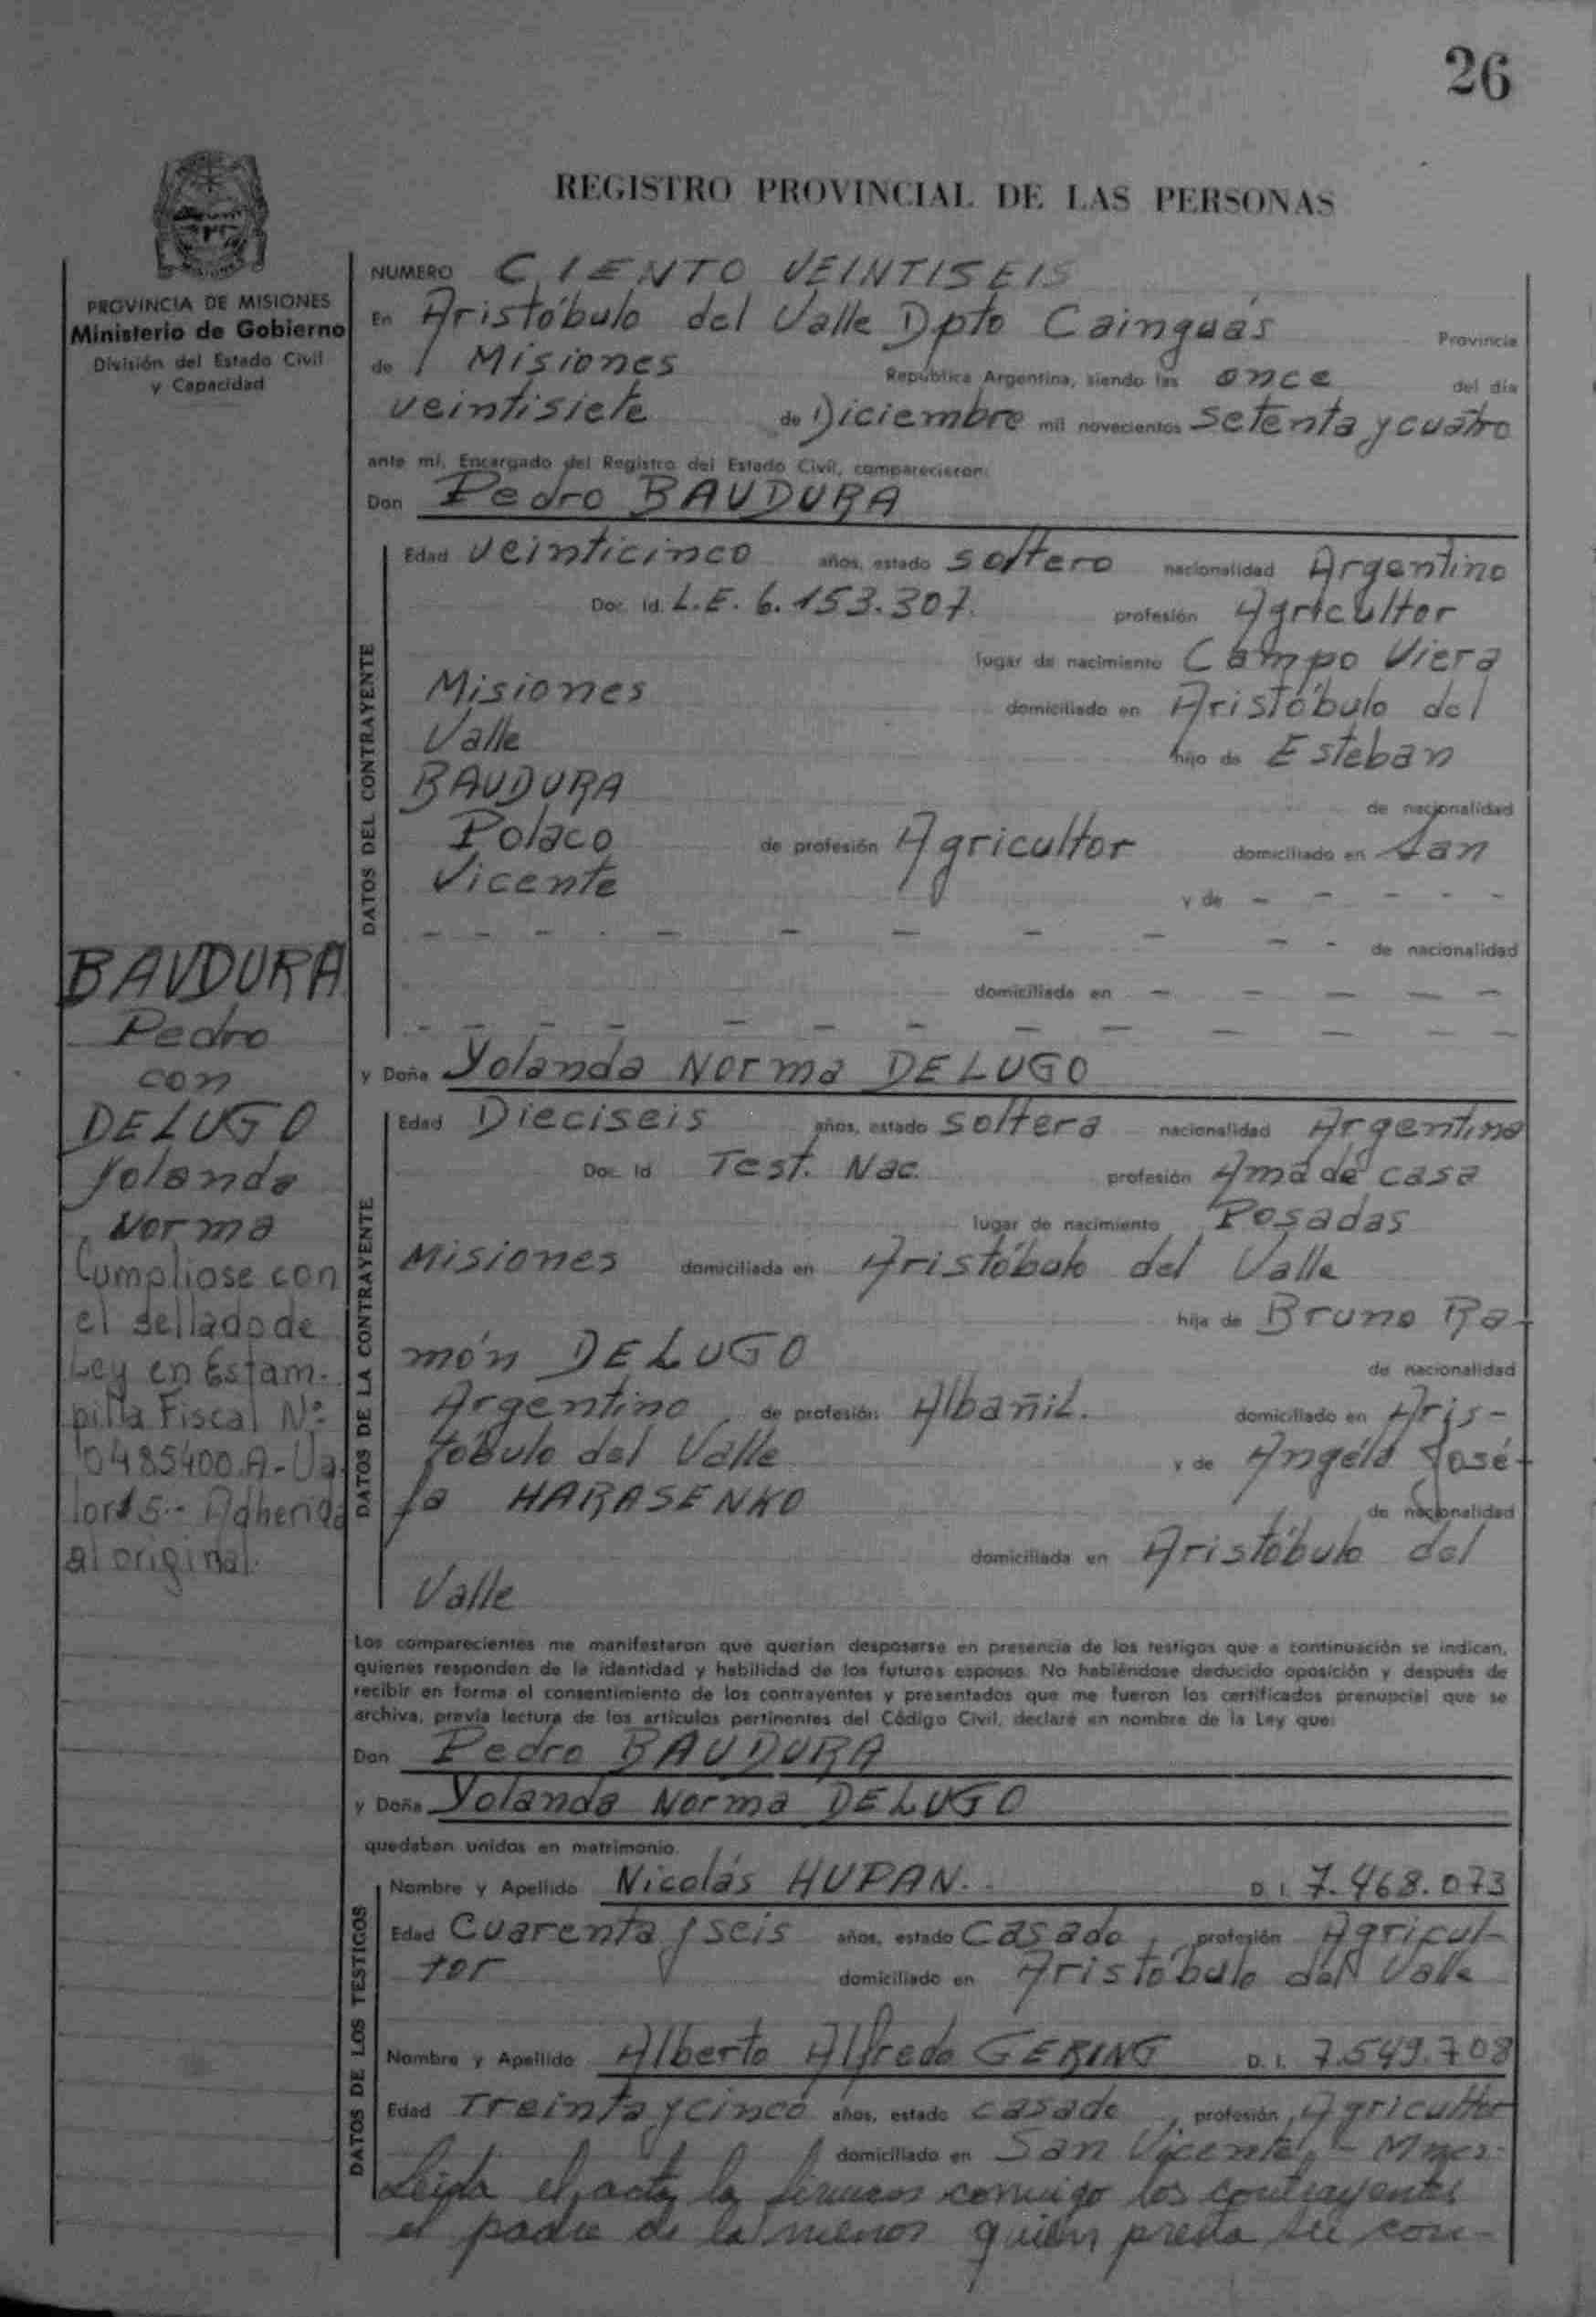 26
REGISTRO PROVINCIAL DE LAS PERSONAS
PROVINCIA DE MISIONES
Ministerio de Gobierno
División del Estado Civil
y Capacidad
NUMERO CIENTO VEINTISEIS
En Aristóbulo del Valle Dpto Cainguás Provincia
de Misiones República Argentina, siendo las once del día
veintisiete de Diciembre mil novecientos setenta y cuatro
ante mí, Encargado del Registro del Estado Civil, comparecieron:
Don Pedro BAUDURA
DATOS DEL CONTRAYENTE
Edad veinticinco años, estado soltero nacionalidad Argentino
Doc. Id. L.E. 6.153.307. profesión Agricultor
lugar de nacimiento Campo Viera
Misiones domiciliado en Aristóbulo del
Valle hijo de Esteban
BAUDURA de nacionalidad
Polaco de profesión Agricultor domiciliado en San
Vicente y de - - - - -
- - - - - - - - - - - de nacionalidad
domiciliada en - - - - -
- - - - - - - - - - - -
y Doña Yolanda Norma DELUGO
DATOS DE LA CONTRAYENTE
Edad Dieciseis años, estado soltera nacionalidad Argentina
Doc. Id Test. Nac. profesión Ama de casa
lugar de nacimiento Posadas
Misiones domiciliada en Aristóbulo del Valle
hija de Bruno Ra-
món DELUGO de nacionalidad
Argentino, de profesión Albañil. domiciliado en Aris-
tóbulo del Valle y de Angéla José-
fa HARASENKO de nacionalidad
domiciliada en Aristóbulo del
Valle
BAUDURA
Pedro
con
DELUGO
Yolanda
Norma
Cumpliose con
el sellado de
Ley en Estam-
pilla Fiscal Nº
0485400.A-Va
lor$5.- Adherida
al original.
Los comparecientes me manifestaron que querían desposarse en presencia de los testigos que a continuación se indican,
quienes responden de la identidad y habilidad de los futuros esposos. No habiéndose deducido oposición y después de
recibir en forma el consentimiento de los contrayentes y presentados que me fueron los certificados prenupcial que se
archiva, previa lectura de los artículos pertinentes del Código Civil, declaré en nombre de la Ley que:
Don Pedro BAUDURA
y Doña Yolanda Norma DELUGO
quedaban unidos en matrimonio.
DATOS DE LOS TESTIGOS
Nombre y Apellido Nicolás HUPAN. D. I. 7.468.073
Edad Cuarenta y seis años, estado casado, profesión Agricul-
tor domiciliado en Aristóbulo del Valle
Nombre y Apellido Alberto Alfredo GERING D. I. 7.549.708
Edad Treinta y cinco años, estado casado, profesión, Agricultor
domiciliado en San Vicente, - Mnes.
Leida el acta la firman conmigo los contrayentes
el padre de la menor quien presta su con-